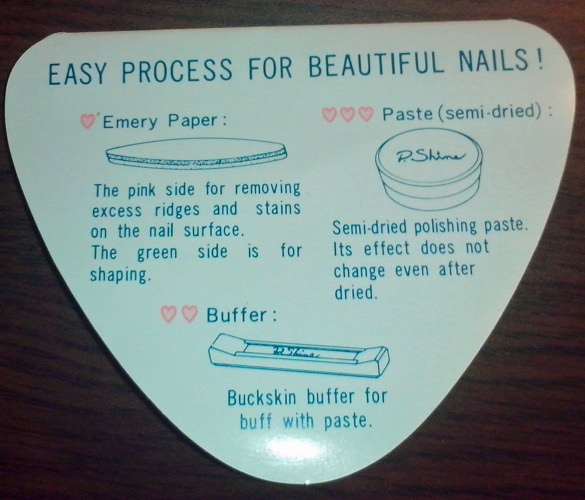 EASY PROCESS FOR BEAUTIFUL NAILS!
Emery Paper:
The pink side for removing
excess ridges and stains
on the nail surface.
The green side is for
shaping.
Paste (semi-dried):
P.Shine
Semi-dried polishing paste.
Its effect does not
change even after
dried.
Buffer:
P.Shine
Buckskin buffer for
buff with paste.